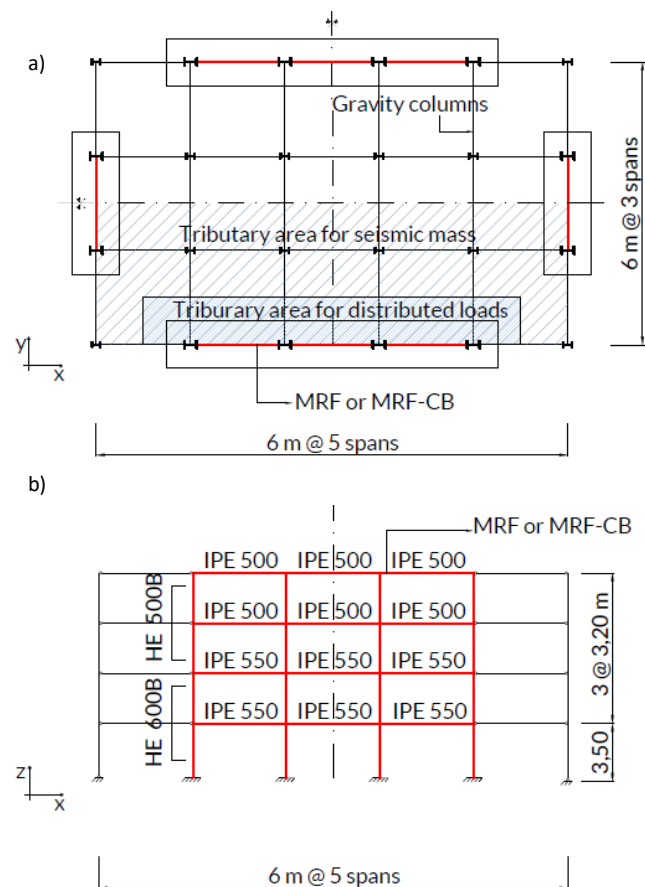 a)
Gravity columns
Tributary area for seismic mass
Triburary area for distributed loads
6 m @ 3 spans
y
x
MRF or MRF-CB
6 m @ 5 spans
b)
MRF or MRF-CB
IPE 500 IPE 500 IPE 500
HE 500B
IPE 500 IPE 500 IPE 500
IPE 550 IPE 550 IPE 550
HE 600B
IPE 550 IPE 550 IPE 550
3 @ 3,20 m
3,50
z
x
6 m @ 5 spans